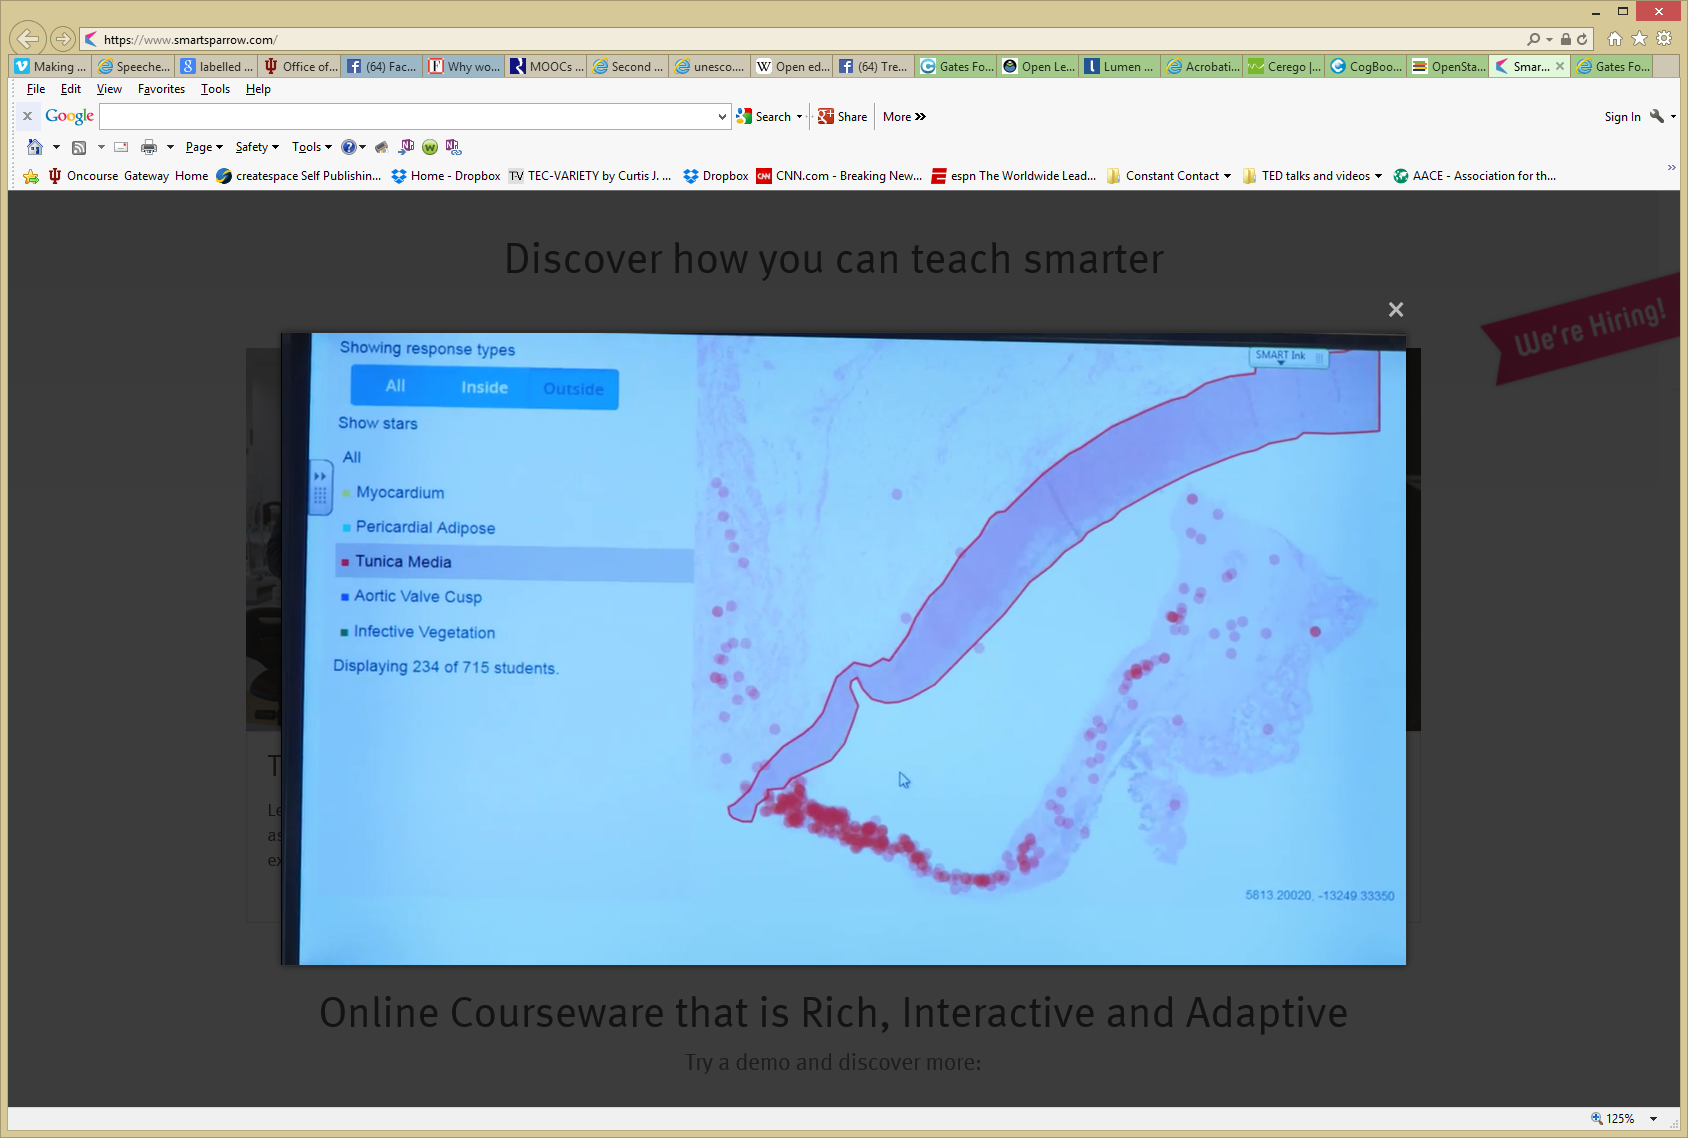 https://www.smartsparrow.com/
Making ... Speeche... labelled ... Office of... (64) Fac... Why wo... MOOCs ... Second ... unesco.... Open ed... (64) Tre... Gates Fo... Open Le... Lumen ... Acrobati... Cerego |... CogBoo... OpenSta... Smar... Gates Fo...
File Edit View Favorites Tools Help
x Google Search Share More Sign In
Page Safety Tools
Oncourse Gateway Home createspace Self Publishin... Home - Dropbox TEC-VARIETY by Curtis J. ... Dropbox CNN.com - Breaking New... espn The Worldwide Lead... Constant Contact TED talks and videos AACE - Association for th...
Discover how you can teach smarter
We're Hiring!
Showing response types
SMART Ink
All Inside Outside
Show stars
All
Myocardium
Pericardial Adipose
Tunica Media
Aortic Valve Cusp
Infective Vegetation
Displaying 234 of 715 students.
5813.20020, -13249.33350
Online Courseware that is Rich, Interactive and Adaptive
Try a demo and discover more:
125%